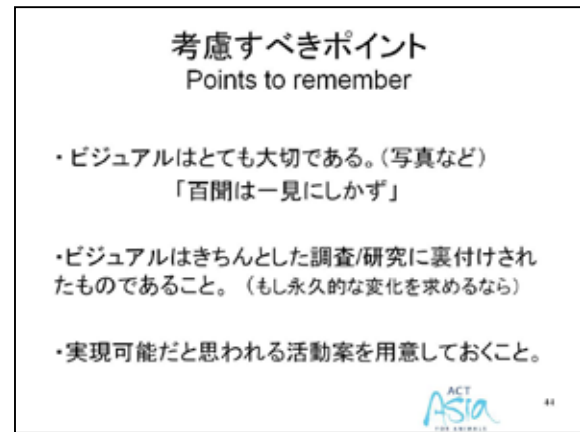 考慮すべきポイント
Points to remember
・ビジュアルはとても大切である。(写真など)
「百聞は一見にしかず」
・ビジュアルはきちんとした調査/研究に裏付けされ
たものであること。 (もし永久的な変化を求めるなら)
・実現可能だと思われる活動案を用意しておくこと。
ACT
Asia
FOR ANIMALS
44